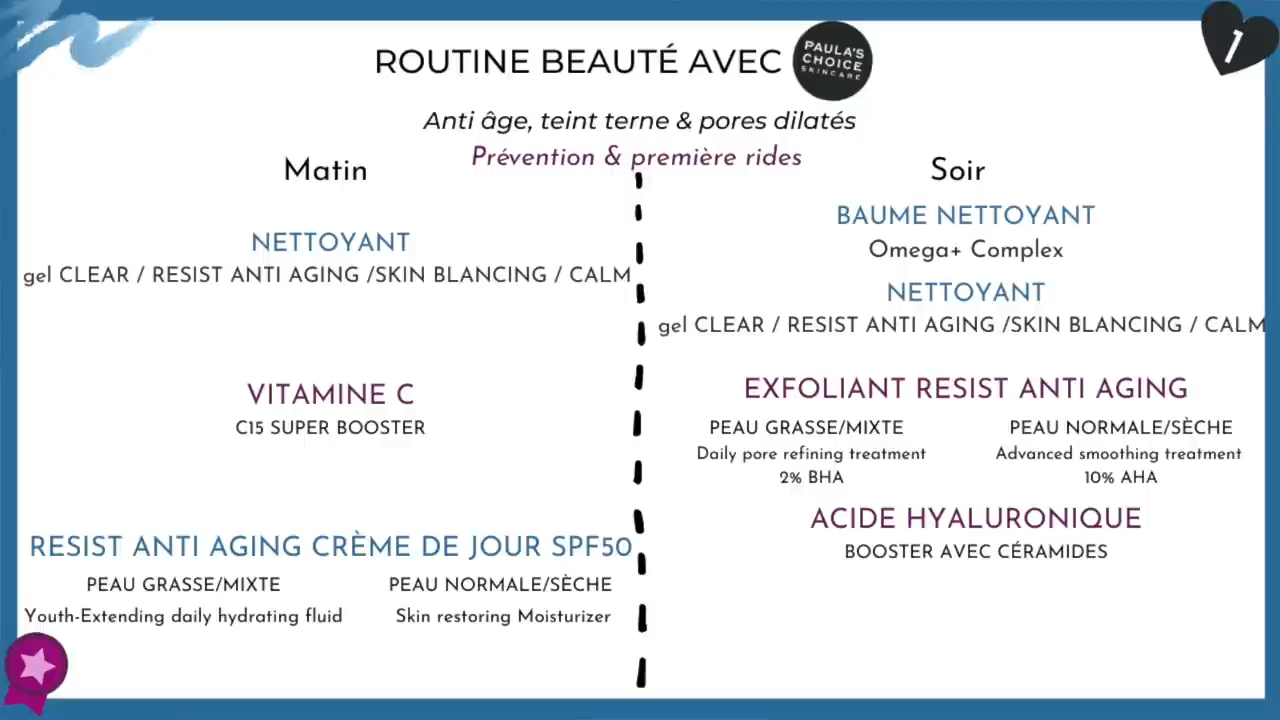 ROUTINE BEAUTÉ AVEC
PAULA'S
CHOICE
SKINCARE
1
Anti âge, teint terne & pores dilatés
Prévention & première rides
Matin
NETTOYANT
gel CLEAR / RESIST ANTI AGING /SKIN BLANCING / CALM
VITAMINE C
C15 SUPER BOOSTER
RESIST ANTI AGING CRÈME DE JOUR SPF50
PEAU GRASSE/MIXTE
Youth-Extending daily hydrating fluid
PEAU NORMALE/SÈCHE
Skin restoring Moisturizer
Soir
BAUME NETTOYANT
Omega+ Complex
NETTOYANT
gel CLEAR / RESIST ANTI AGING /SKIN BLANCING / CALM
EXFOLIANT RESIST ANTI AGING
PEAU GRASSE/MIXTE
Daily pore refining treatment
2% BHA
PEAU NORMALE/SÈCHE
Advanced smoothing treatment
10% AHA
ACIDE HYALURONIQUE
BOOSTER AVEC CÉRAMIDES